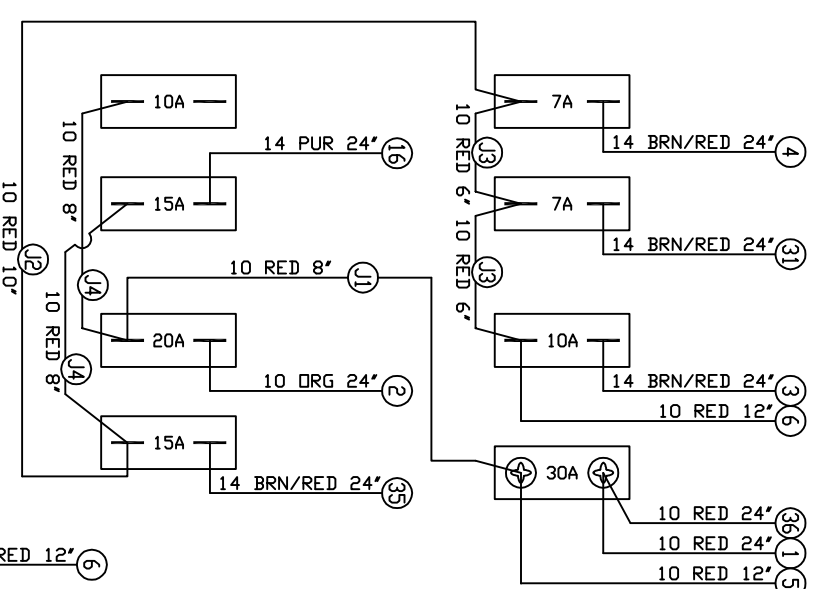 10A
7A
14 PUR 24"
16
14 BRN/RED 24"
4
10 RED 8"
10 RED 6"
J3
15A
7A
14 BRN/RED 24"
31
10 RED 10"
J2
10 RED 8"
J1
10 RED 6"
J3
J4
20A
10A
10 RED 8"
J4
10 ORG 24"
2
14 BRN/RED 24"
3
10 RED 12"
6
15A
30A
14 BRN/RED 24"
35
10 RED 24"
36
10 RED 24"
1
RED 12"
6
10 RED 12"
5